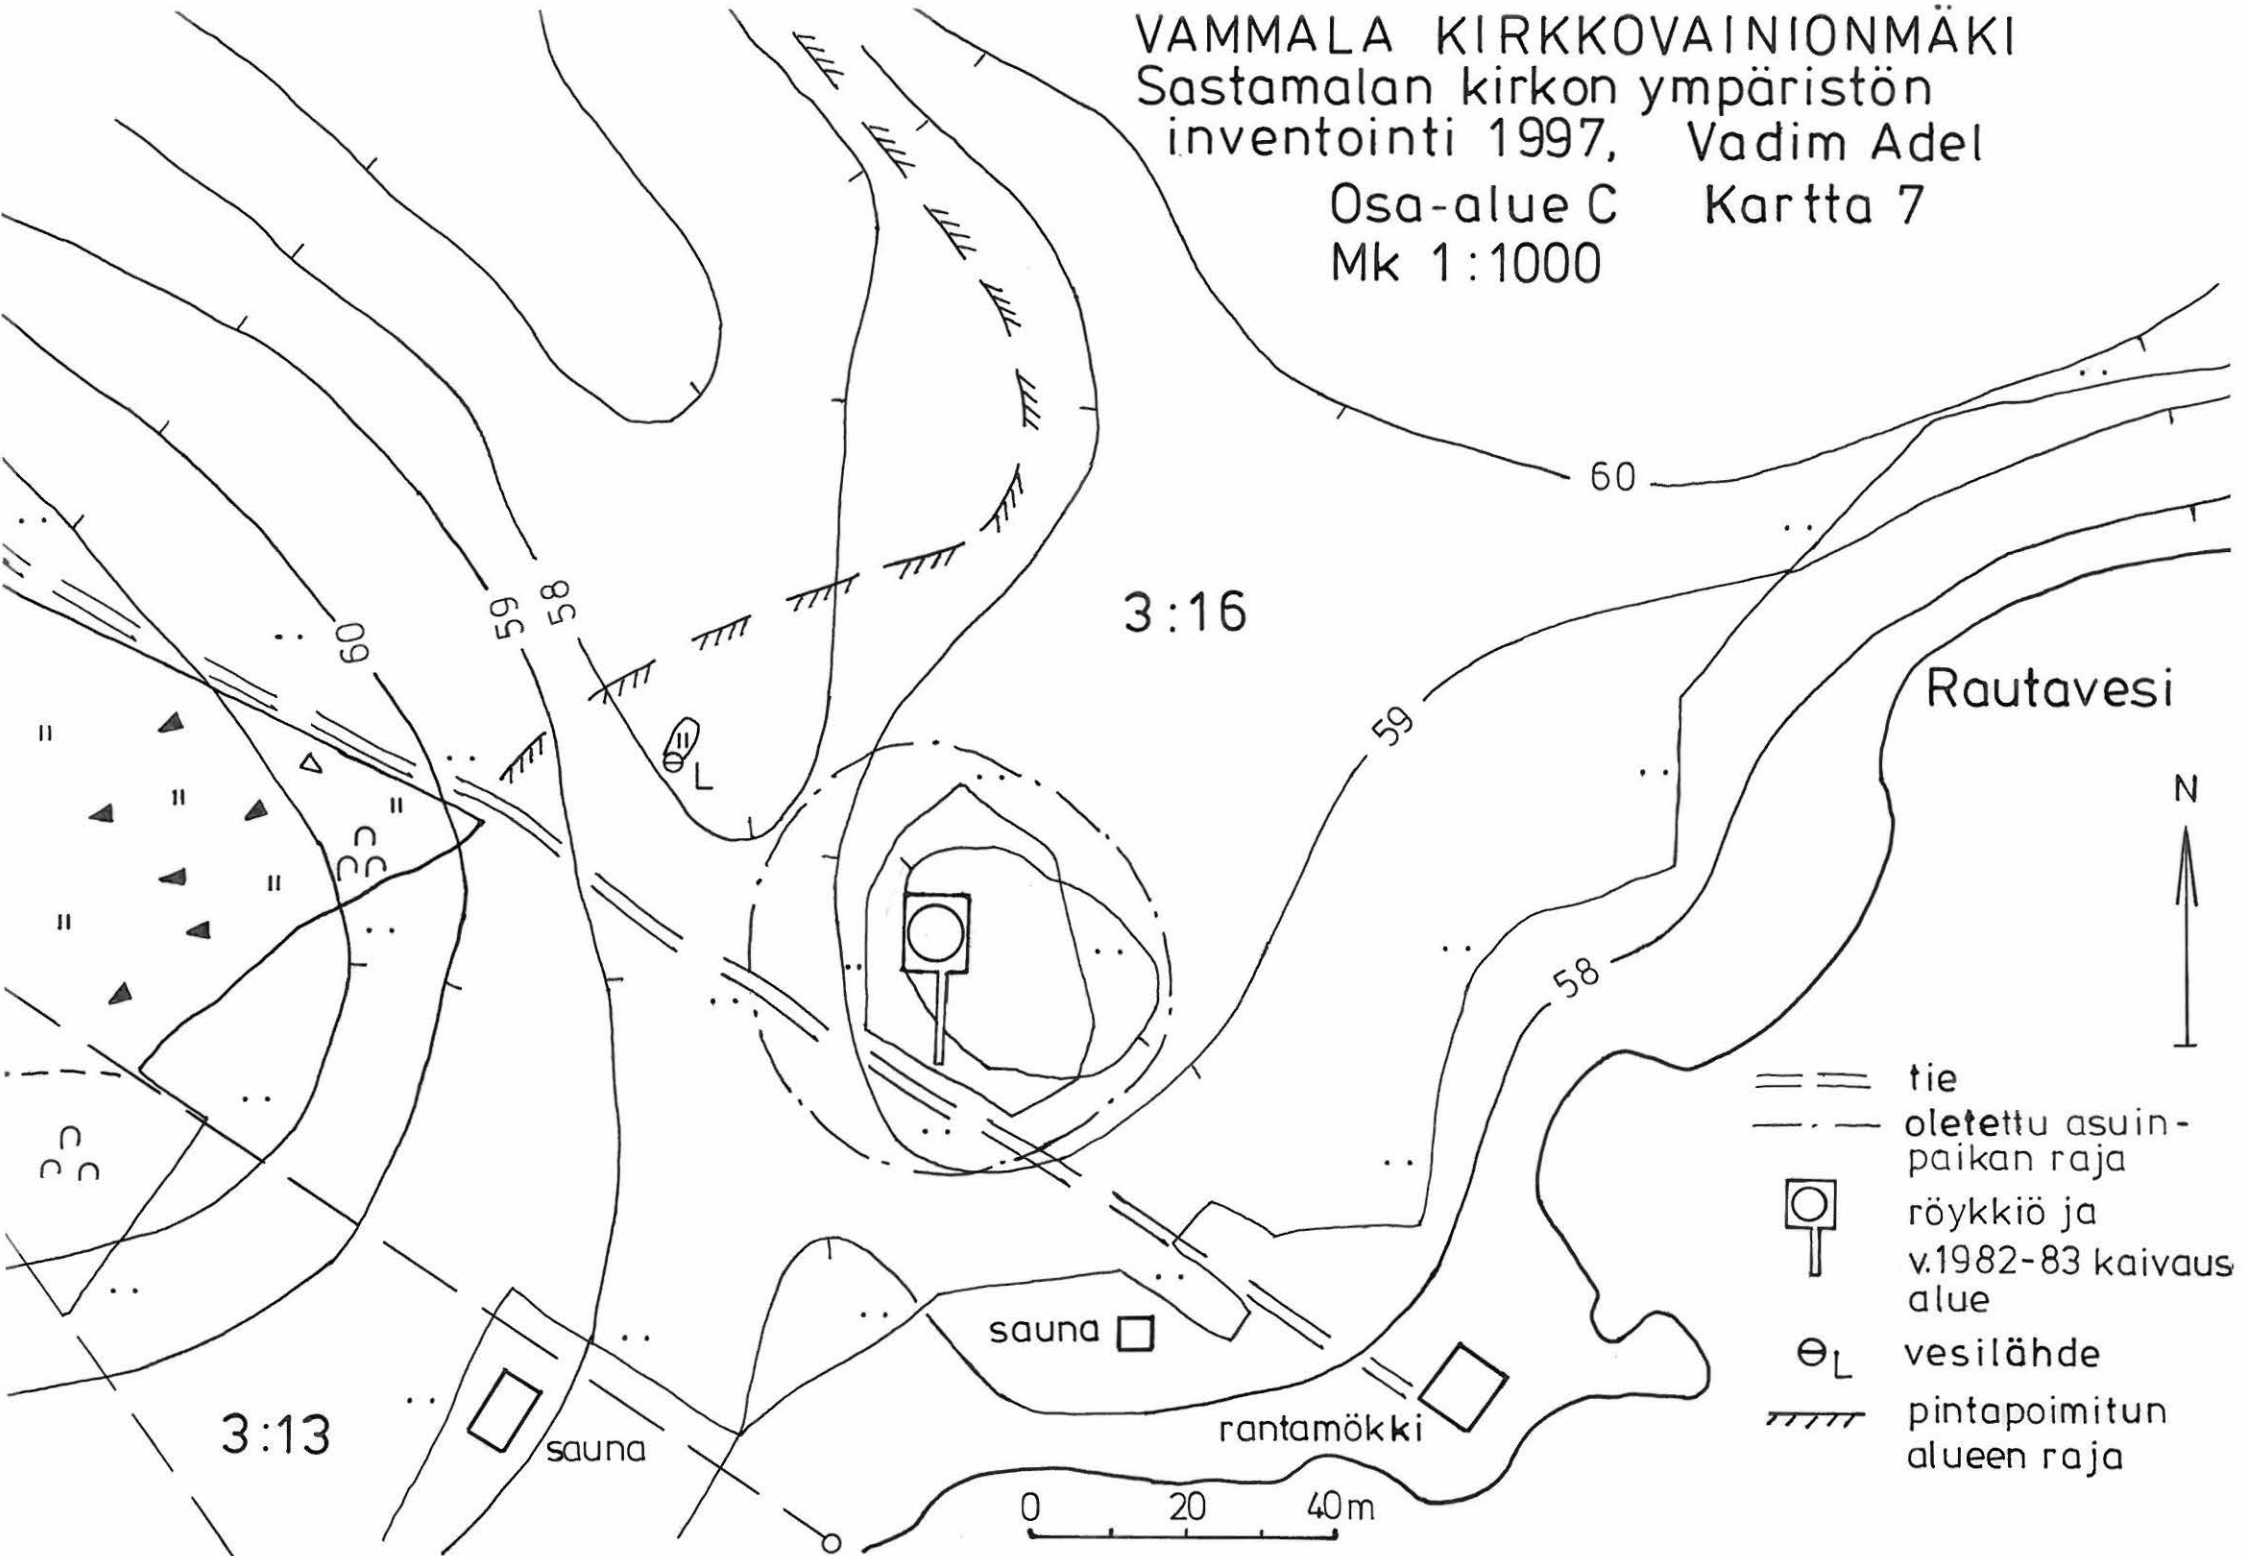 VAMMALA KIRKKOVAINIONMÄKI
Sastamalan kirkon ympäristön
inventointi 1997, Vadim Adel
Osa-alue C Kartta 7
Mk 1:1000
60
59
58
60
3:16
59
58
Rautavesi
L
N
tie
oletettu asuin-
paikan raja
röykkiö ja
v.1982-83 kaivaus
alue
L vesilähde
pintapoimitun
alueen raja
sauna
rantamökki
3:13
sauna
0 20 40m